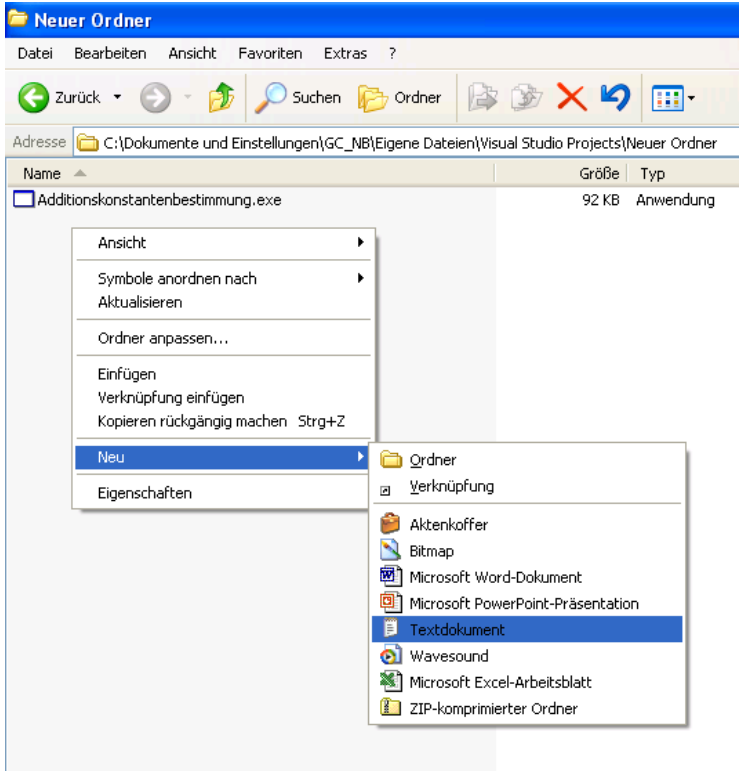 Neuer Ordner
Datei Bearbeiten Ansicht Favoriten Extras ?
Zurück Suchen Ordner
Adresse C:\Dokumente und Einstellungen\GC_NB\Eigene Dateien\Visual Studio Projects\Neuer Ordner
Name Größe Typ
Additionskonstantenbestimmung.exe 92 KB Anwendung
Ansicht
Symbole anordnen nach
Aktualisieren
Ordner anpassen...
Einfügen
Verknüpfung einfügen
Kopieren rückgängig machen Strg+Z
Neu
Eigenschaften
Ordner
Verknüpfung
Aktenkoffer
Bitmap
Microsoft Word-Dokument
Microsoft PowerPoint-Präsentation
Textdokument
Wavesound
Microsoft Excel-Arbeitsblatt
ZIP-komprimierter Ordner